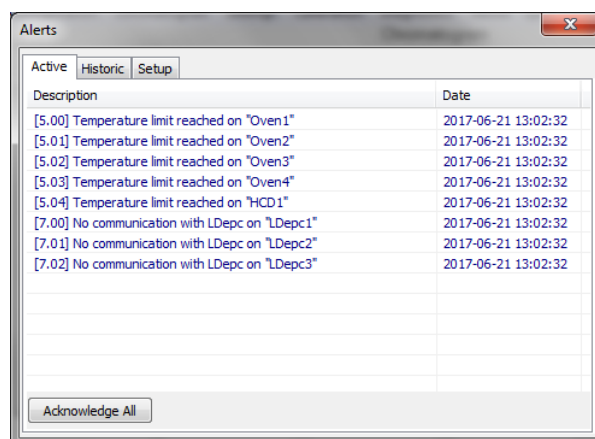 Alerts
Active Historic Setup
Description Date
[5.00] Temperature limit reached on "Oven1" 2017-06-21 13:02:32
[5.01] Temperature limit reached on "Oven2" 2017-06-21 13:02:32
[5.02] Temperature limit reached on "Oven3" 2017-06-21 13:02:32
[5.03] Temperature limit reached on "Oven4" 2017-06-21 13:02:32
[5.04] Temperature limit reached on "HCD1" 2017-06-21 13:02:32
[7.00] No communication with LDepc on "LDepc1" 2017-06-21 13:02:32
[7.01] No communication with LDepc on "LDepc2" 2017-06-21 13:02:32
[7.02] No communication with LDepc on "LDepc3" 2017-06-21 13:02:32
Acknowledge All